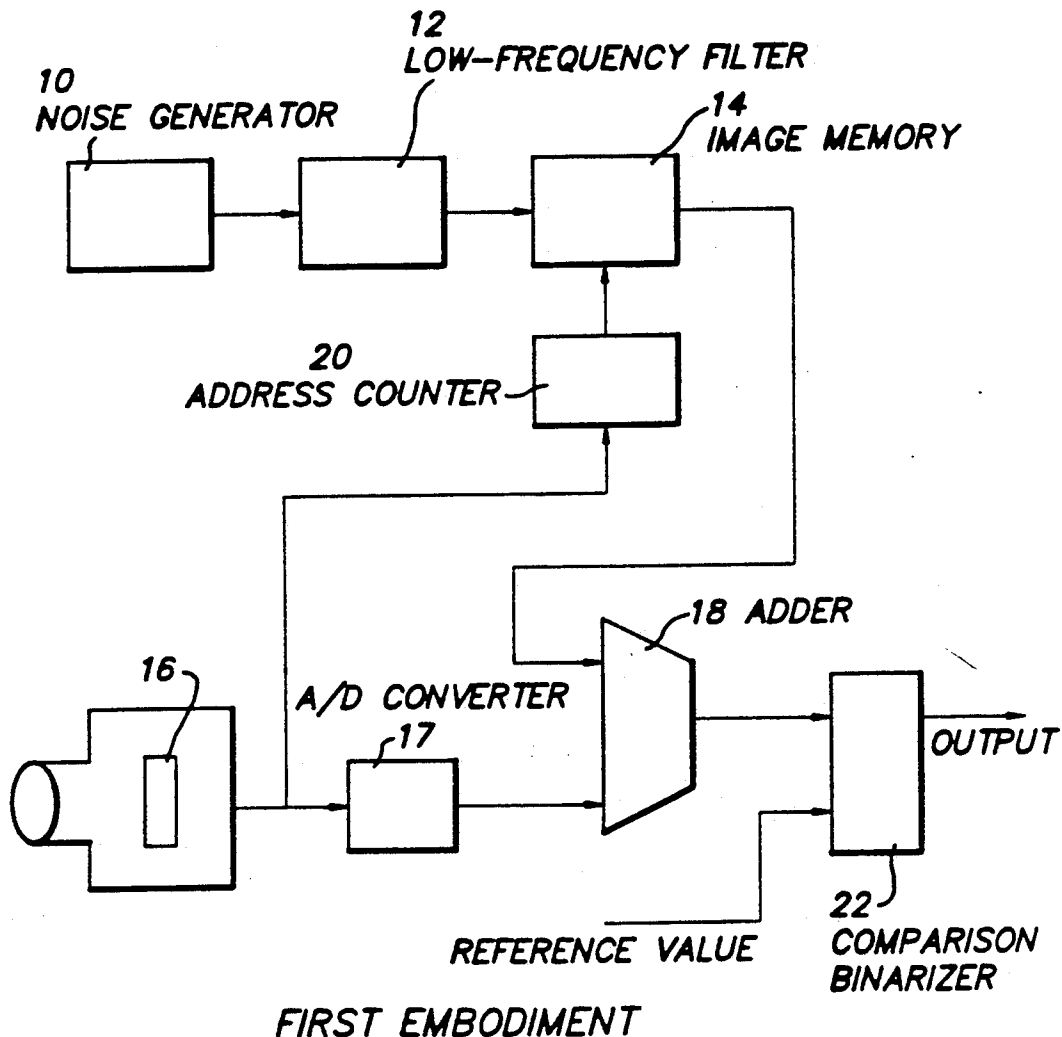 12
LOW-FREQUENCY FILTER
10
NOISE GENERATOR
14
IMAGE MEMORY
20
ADDRESS COUNTER
18 ADDER
16
A/D CONVERTER
17
OUTPUT
22
COMPARISON
BINARIZER
REFERENCE VALUE
FIRST EMBODIMENT